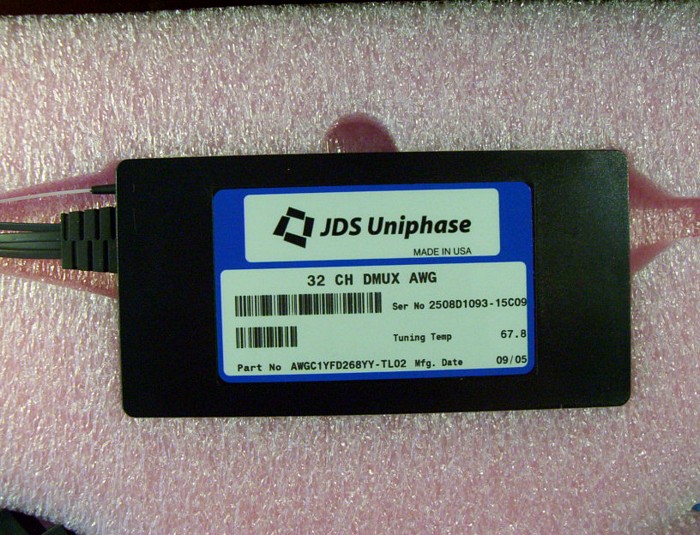 JDS Uniphase
MADE IN USA
32 CH DMUX AWG
Ser No 2508D1093-15C09
Tuning Temp 67.8
Part No AWGC1YFD268YY-TL02 Mfg. Date 09/05